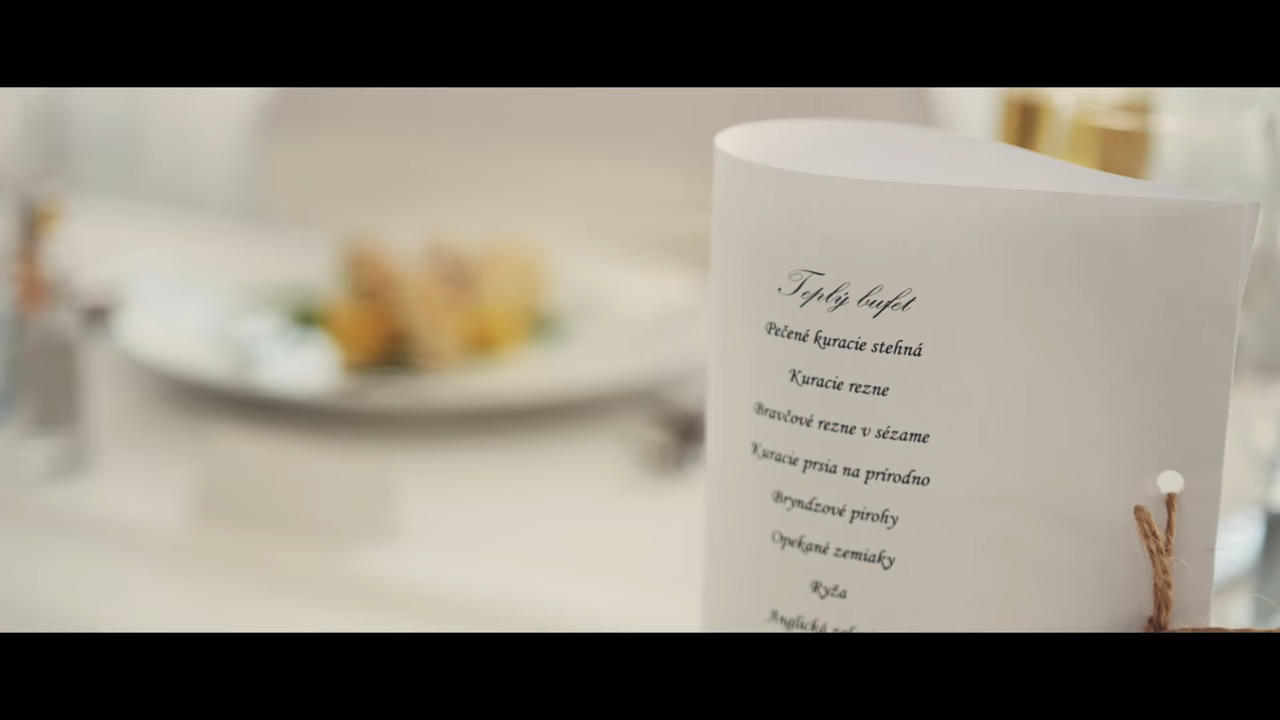 Teplý bufet
Pečené kuracie stehná
Kuracie rezne
Bravčové rezne v sézame
Kuracie prsia na prírodno
Bryndzové pirohy
Opekané zemiaky
Ryža
Anglická